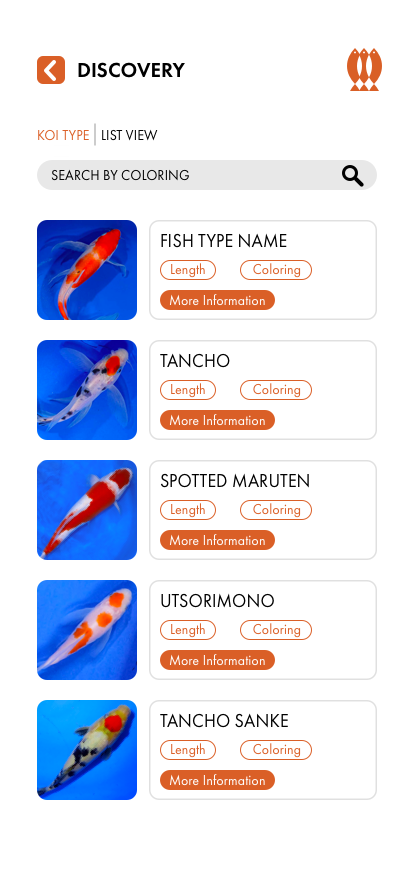 DISCOVERY
KOI TYPE LIST VIEW
SEARCH BY COLORING
FISH TYPE NAME
Length Coloring
More Information
TANCHO
Length Coloring
More Information
SPOTTED MARUTEN
Length Coloring
More Information
UTSORIMONO
Length Coloring
More Information
TANCHO SANKE
Length Coloring
More Information